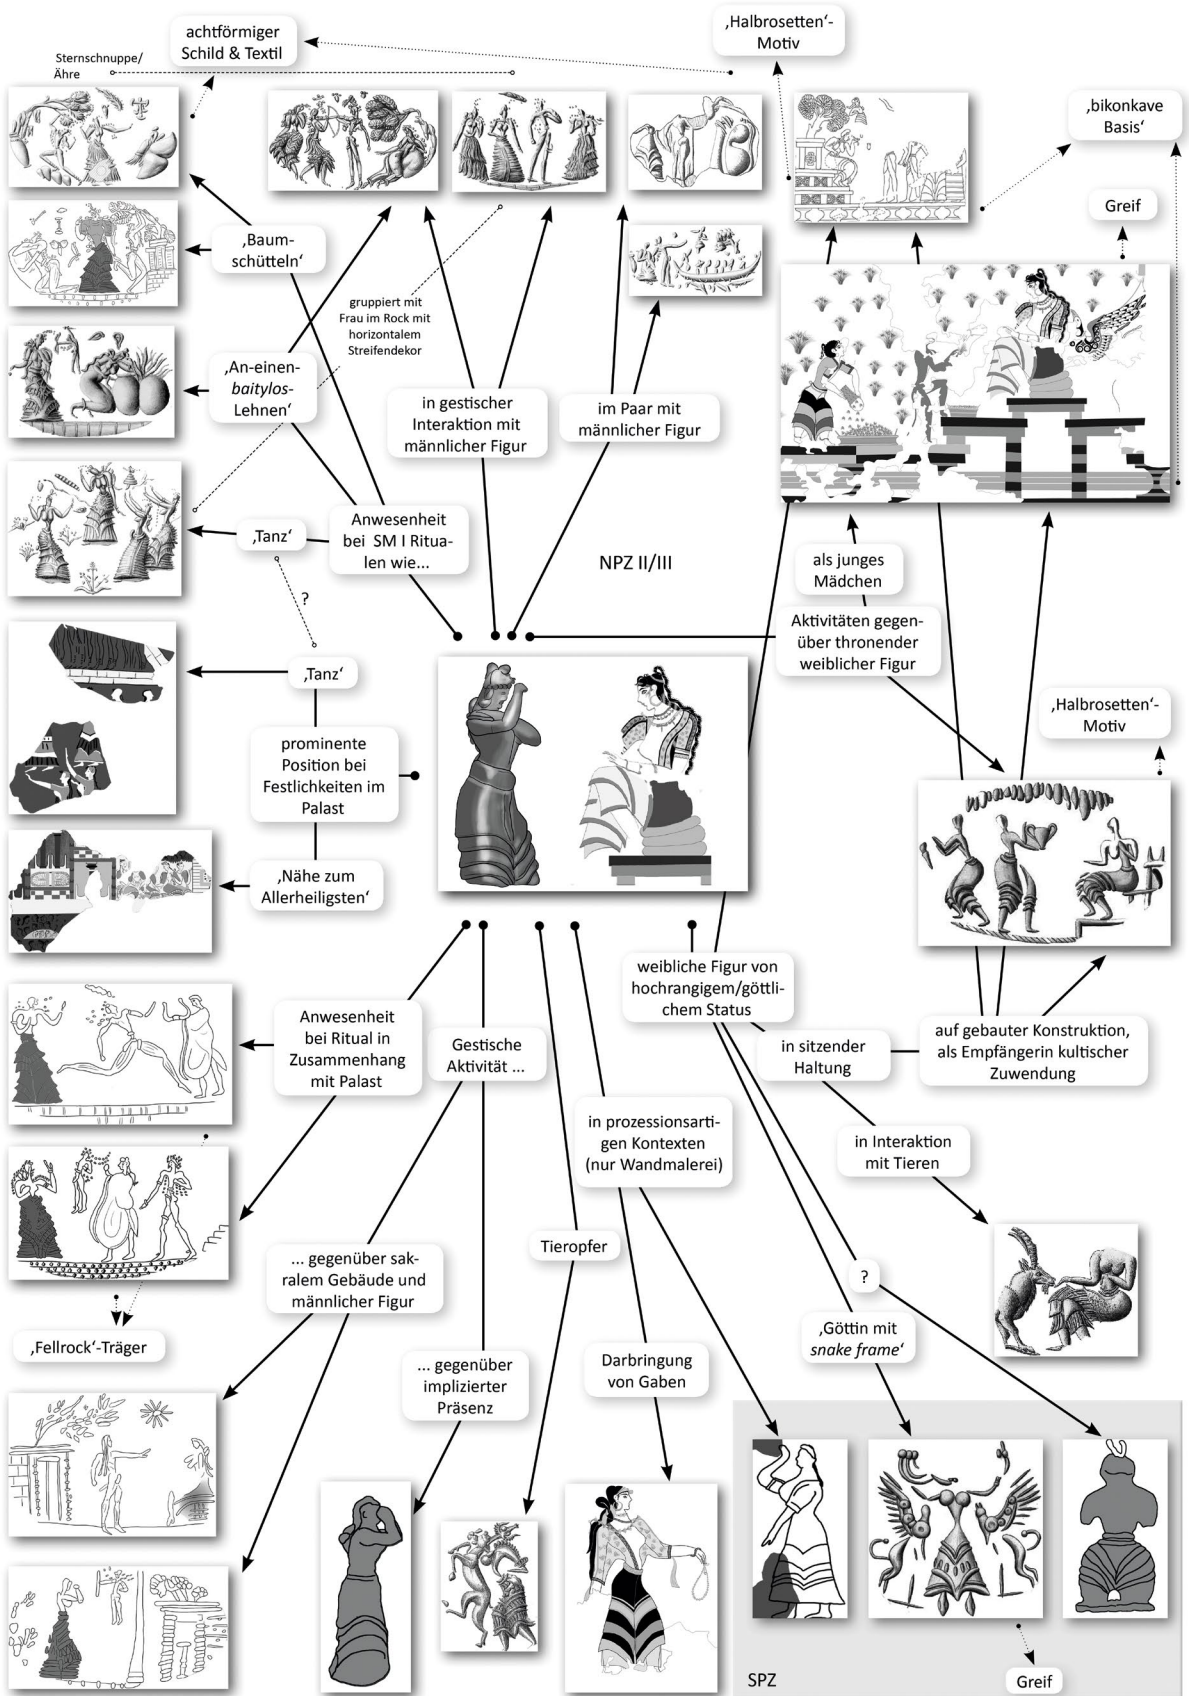 achtförmiger
Schild & Textil
‚Halbrosetten‘-
Motiv
Sternschnuppe/
Ähre
‚bikonkave
Basis‘
Greif
‚Baum-
schütteln‘
gruppiert mit
Frau im Rock mit
horizontalem
Streifendekor
‚An-einen-
baitylos-
Lehnen‘
in gestischer
Interaktion mit
männlicher Figur
im Paar mit
männlicher Figur
‚Tanz‘
Anwesenheit
bei SM I Ritua-
len wie...
NPZ II/III
als junges
Mädchen
?
Aktivitäten gegen-
über thronender
weiblicher Figur
‚Tanz‘
‚Halbrosetten‘-
Motiv
prominente
Position bei
Festlichkeiten im
Palast
‚Nähe zum
Allerheiligsten‘
weibliche Figur von
hochrangigem/göttli-
chem Status
Anwesenheit
bei Ritual in
Zusammenhang
mit Palast
Gestische
Aktivität ...
in sitzender
Haltung
auf gebauter Konstruktion,
als Empfängerin kultischer
Zuwendung
in prozessionsarti-
gen Kontexten
(nur Wandmalerei)
in Interaktion
mit Tieren
Tieropfer
... gegenüber sak-
ralem Gebäude und
männlicher Figur
?
‚Fellrock‘-Träger
‚Göttin mit
snake frame‘
... gegenüber
implizierter
Präsenz
Darbringung
von Gaben
SPZ
Greif